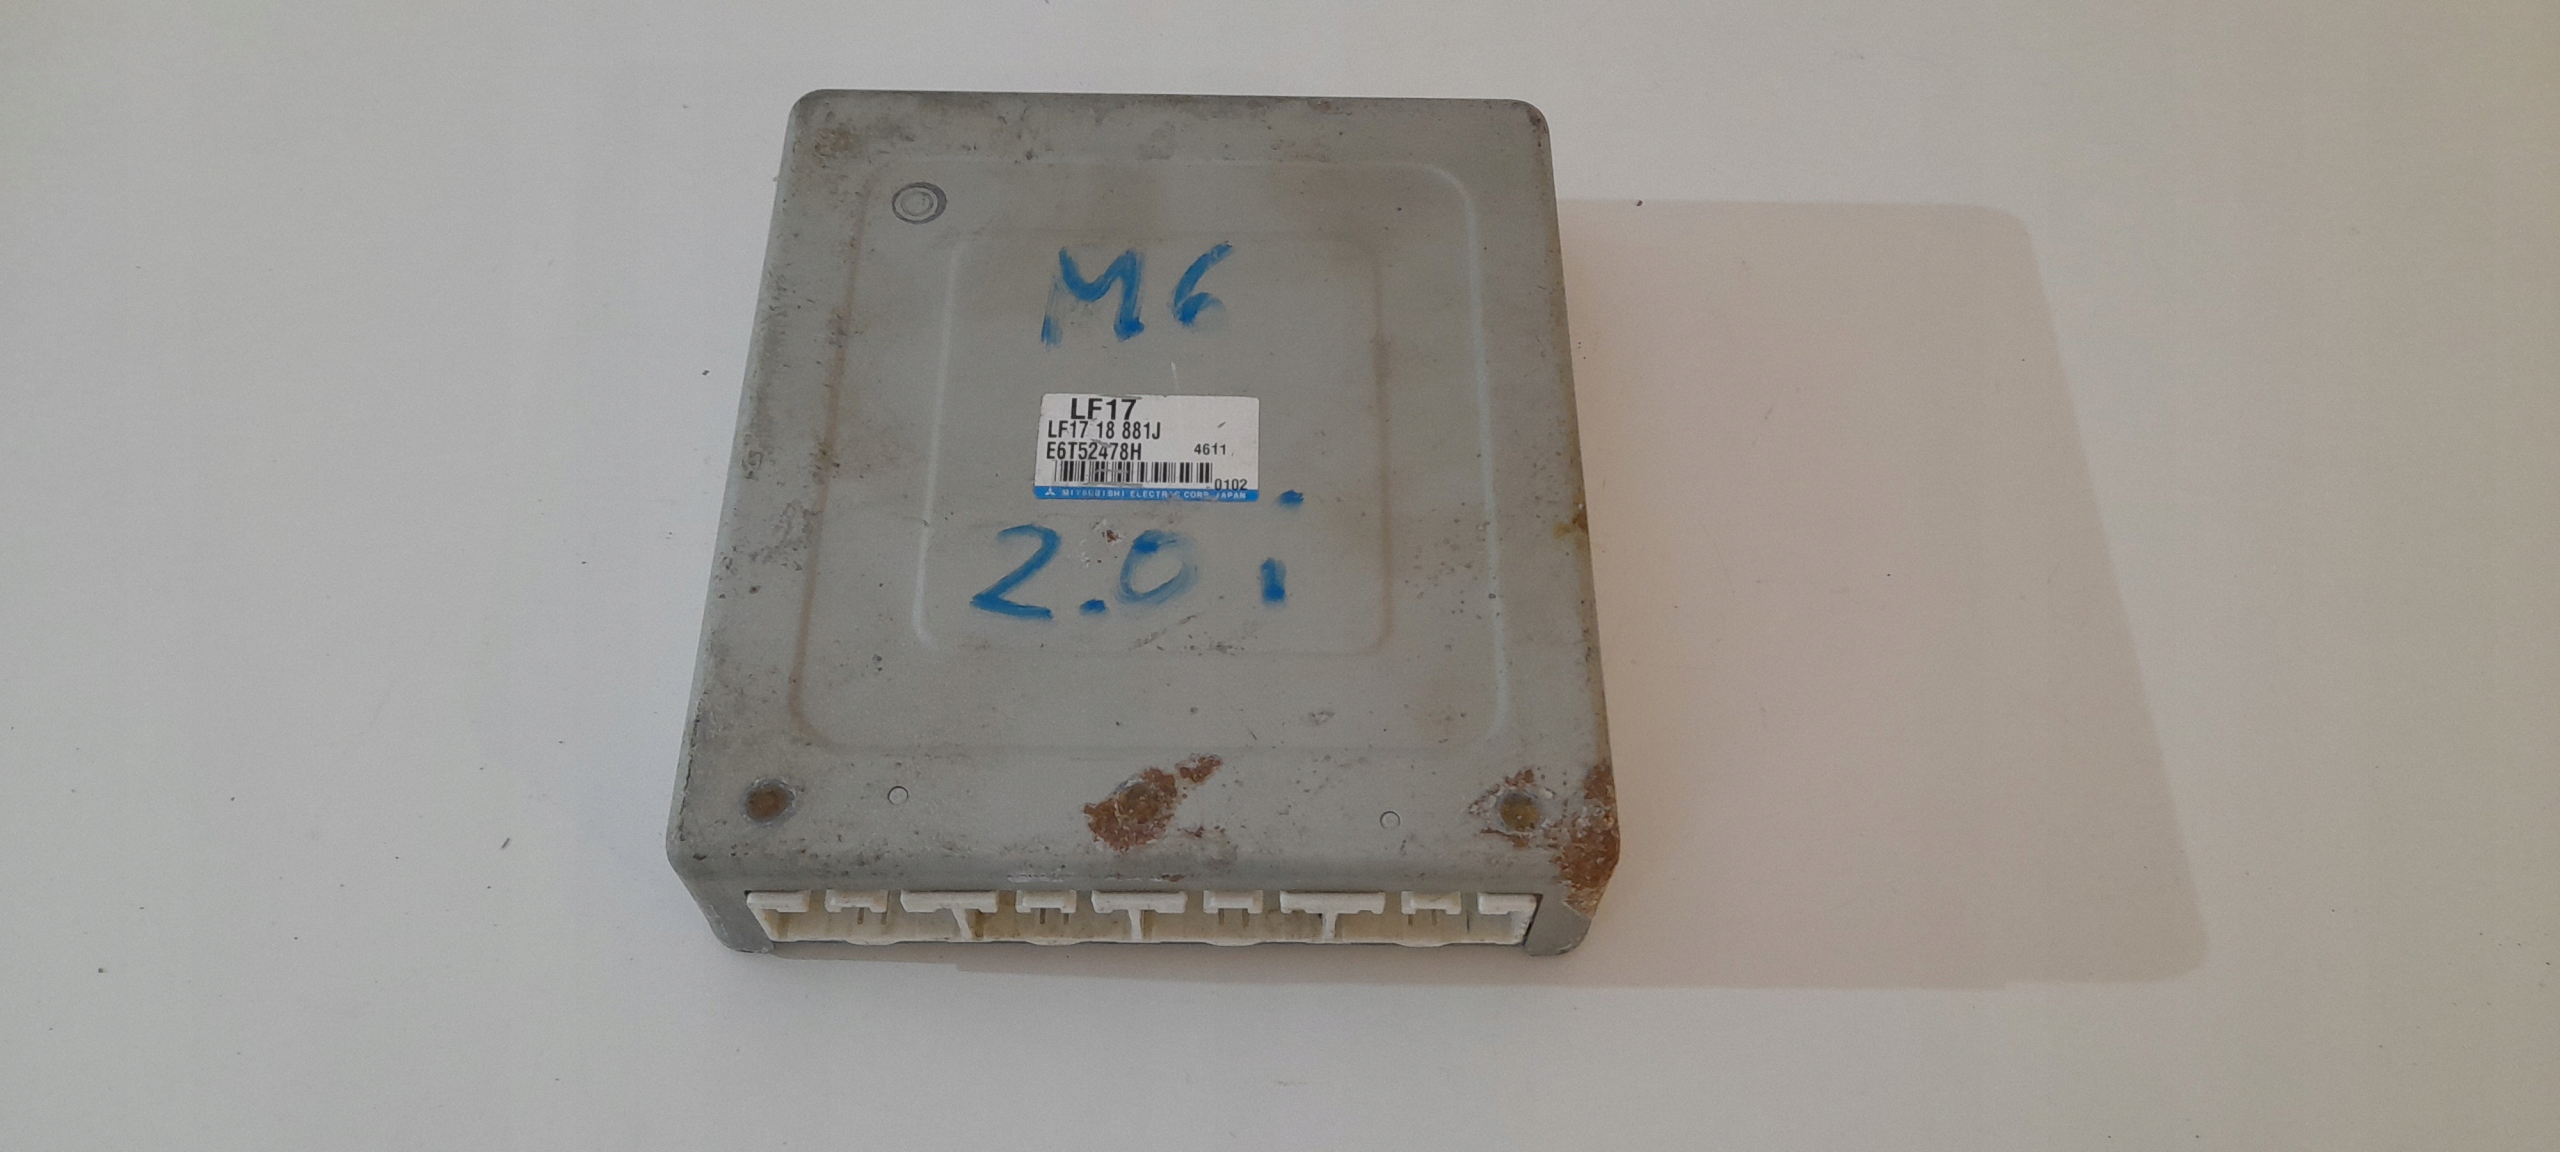 M6
LF17
LF17 18 881J
E6T52478H 4611
0102
MITSUBISHI ELECTRIC CORP. JAPAN
2.0i